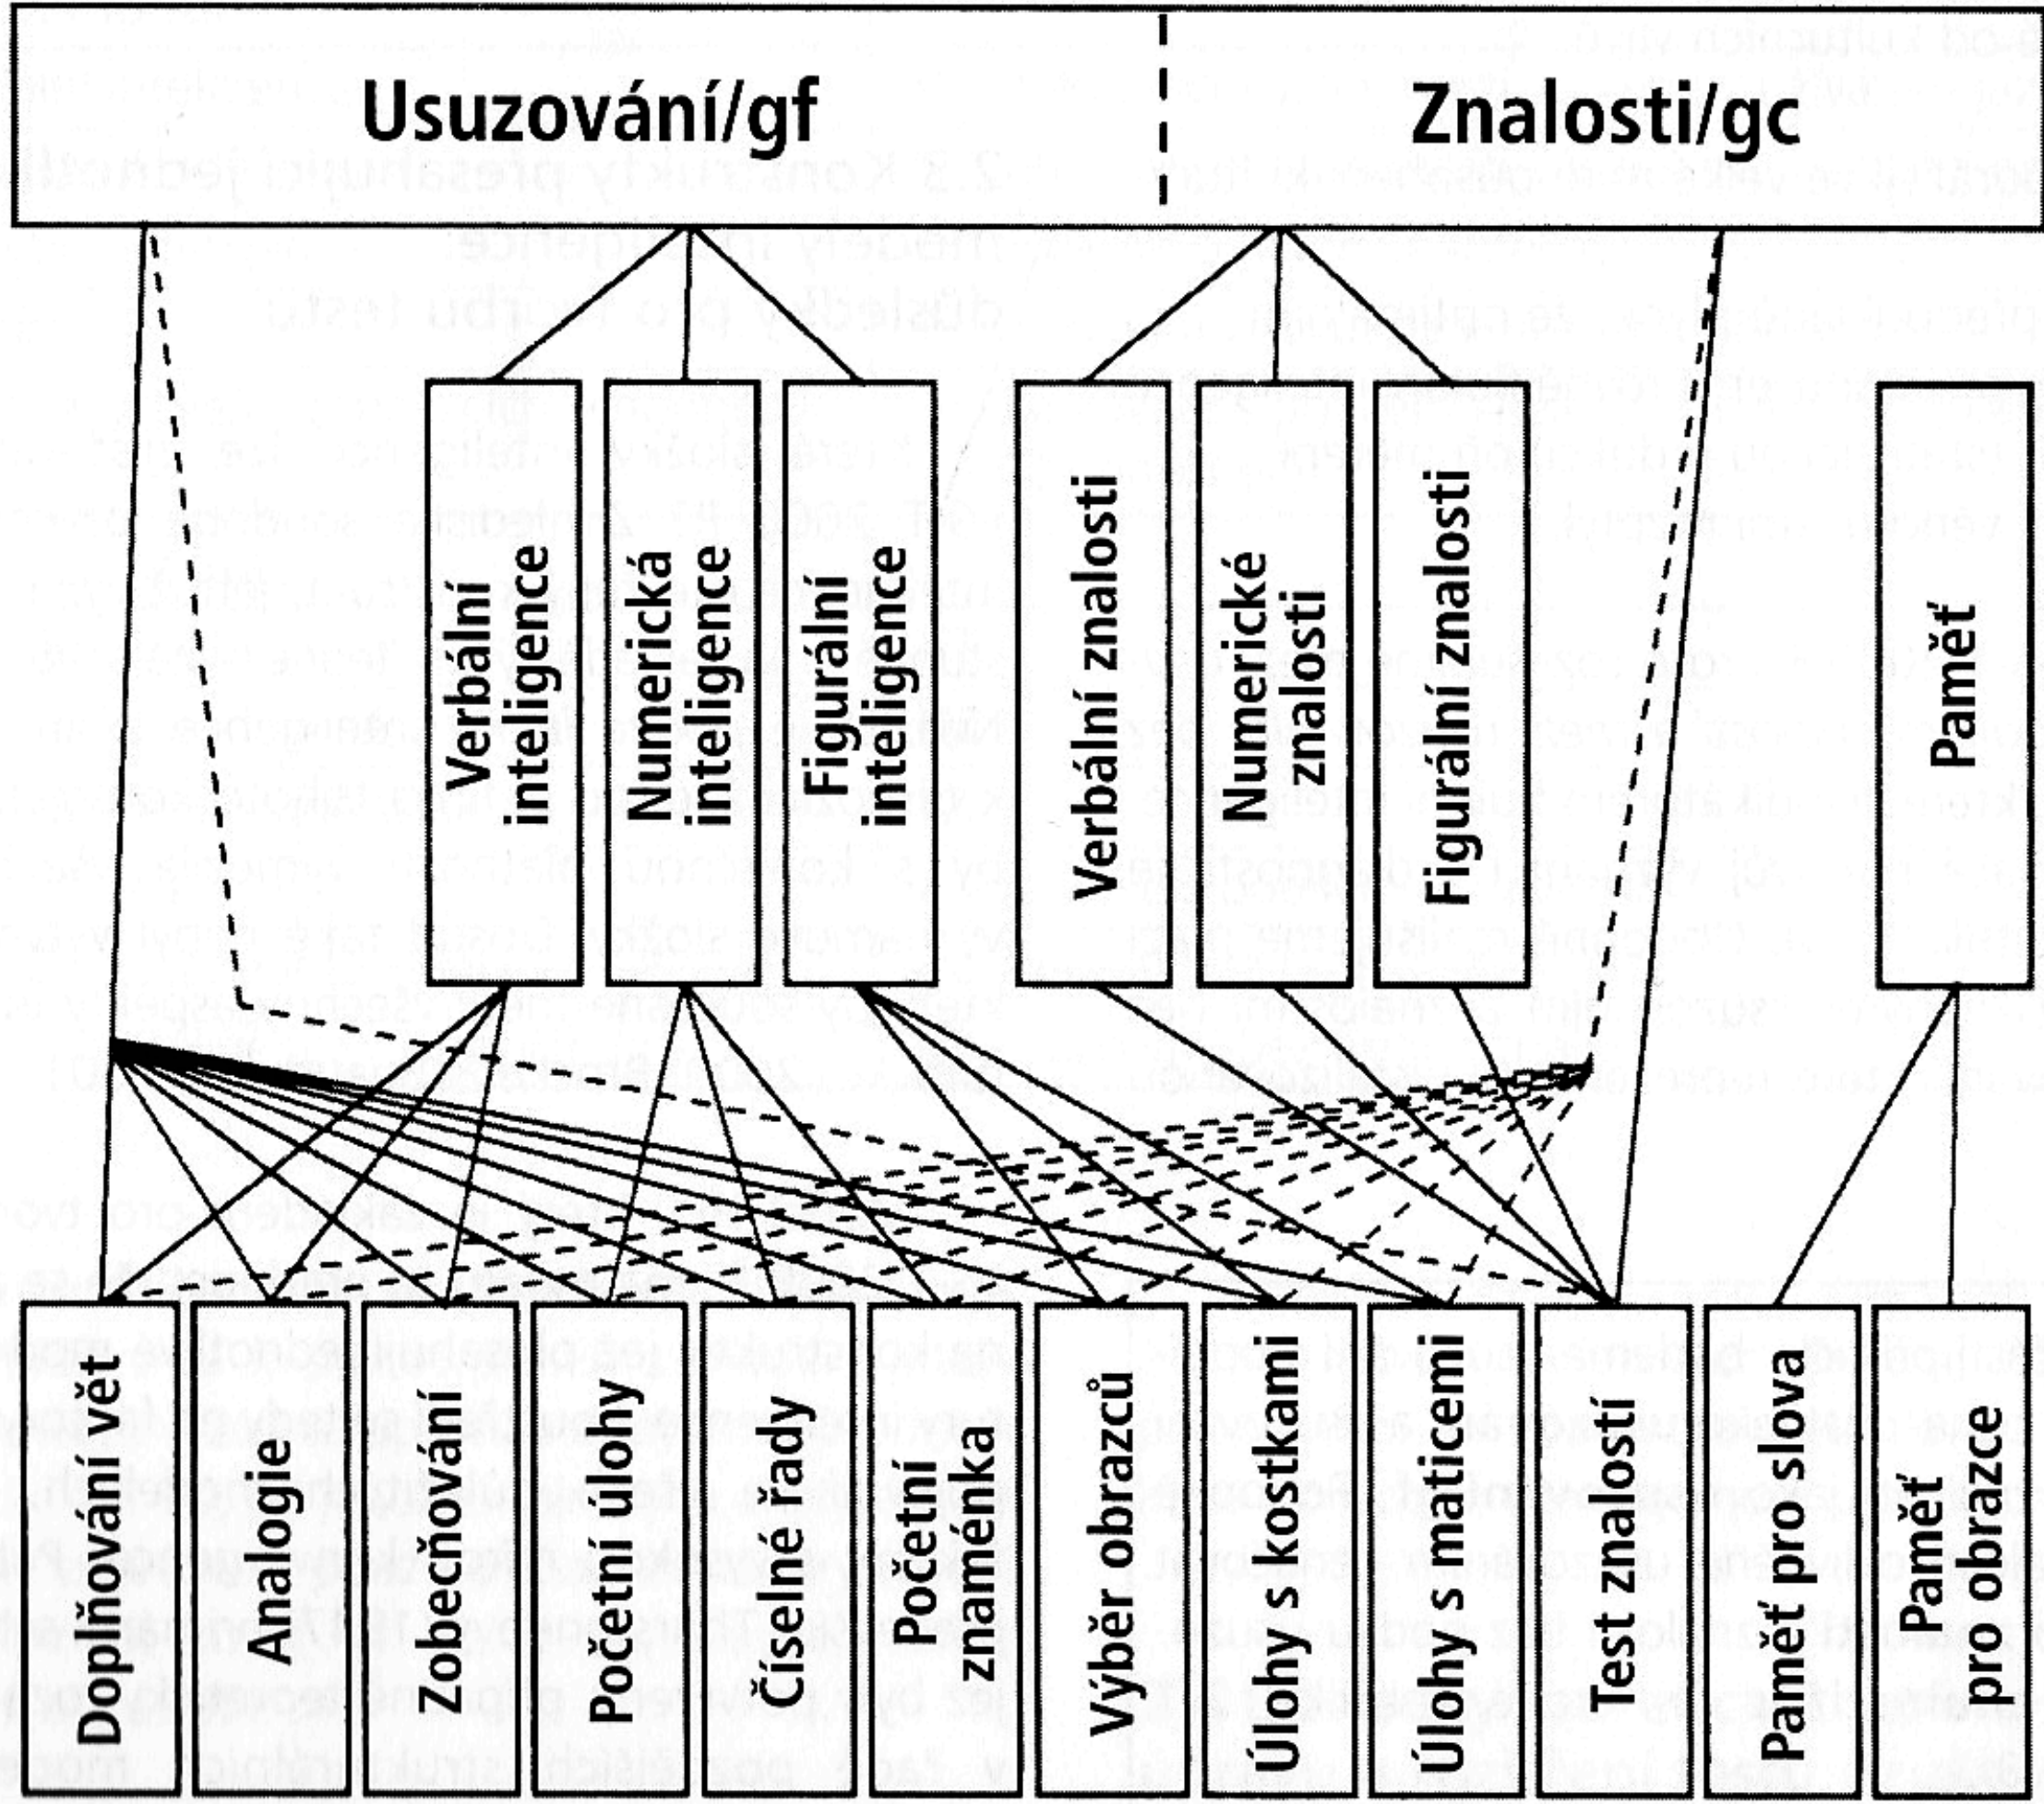 Usuzování/gf
Znalosti/gc
Verbální
inteligence
Numerická
inteligence
Figurální
inteligence
Verbální znalosti
Numerické
znalosti
Figurální znalosti
Paměť
Doplňování vět
Analogie
Zobecňování
Početní úlohy
Číselné řady
Početní
znaménka
Výběr obrazců
Úlohy s kostkami
Úlohy s maticemi
Test znalostí
Paměť pro slova
Paměť
pro obrazce